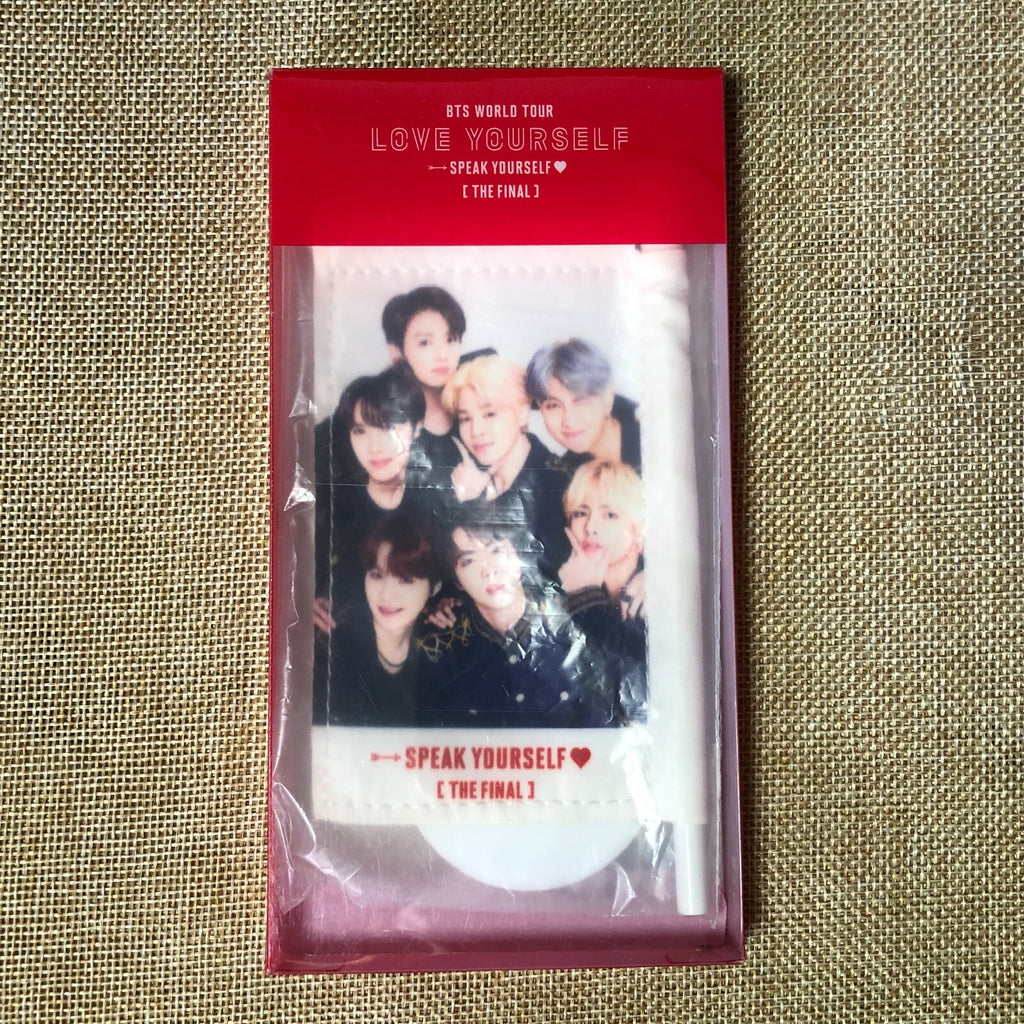 BTS WORLD TOUR
LOVE YOURSELF
SPEAK YOURSELF
[ THE FINAL ]
SPEAK YOURSELF
[ THE FINAL ]